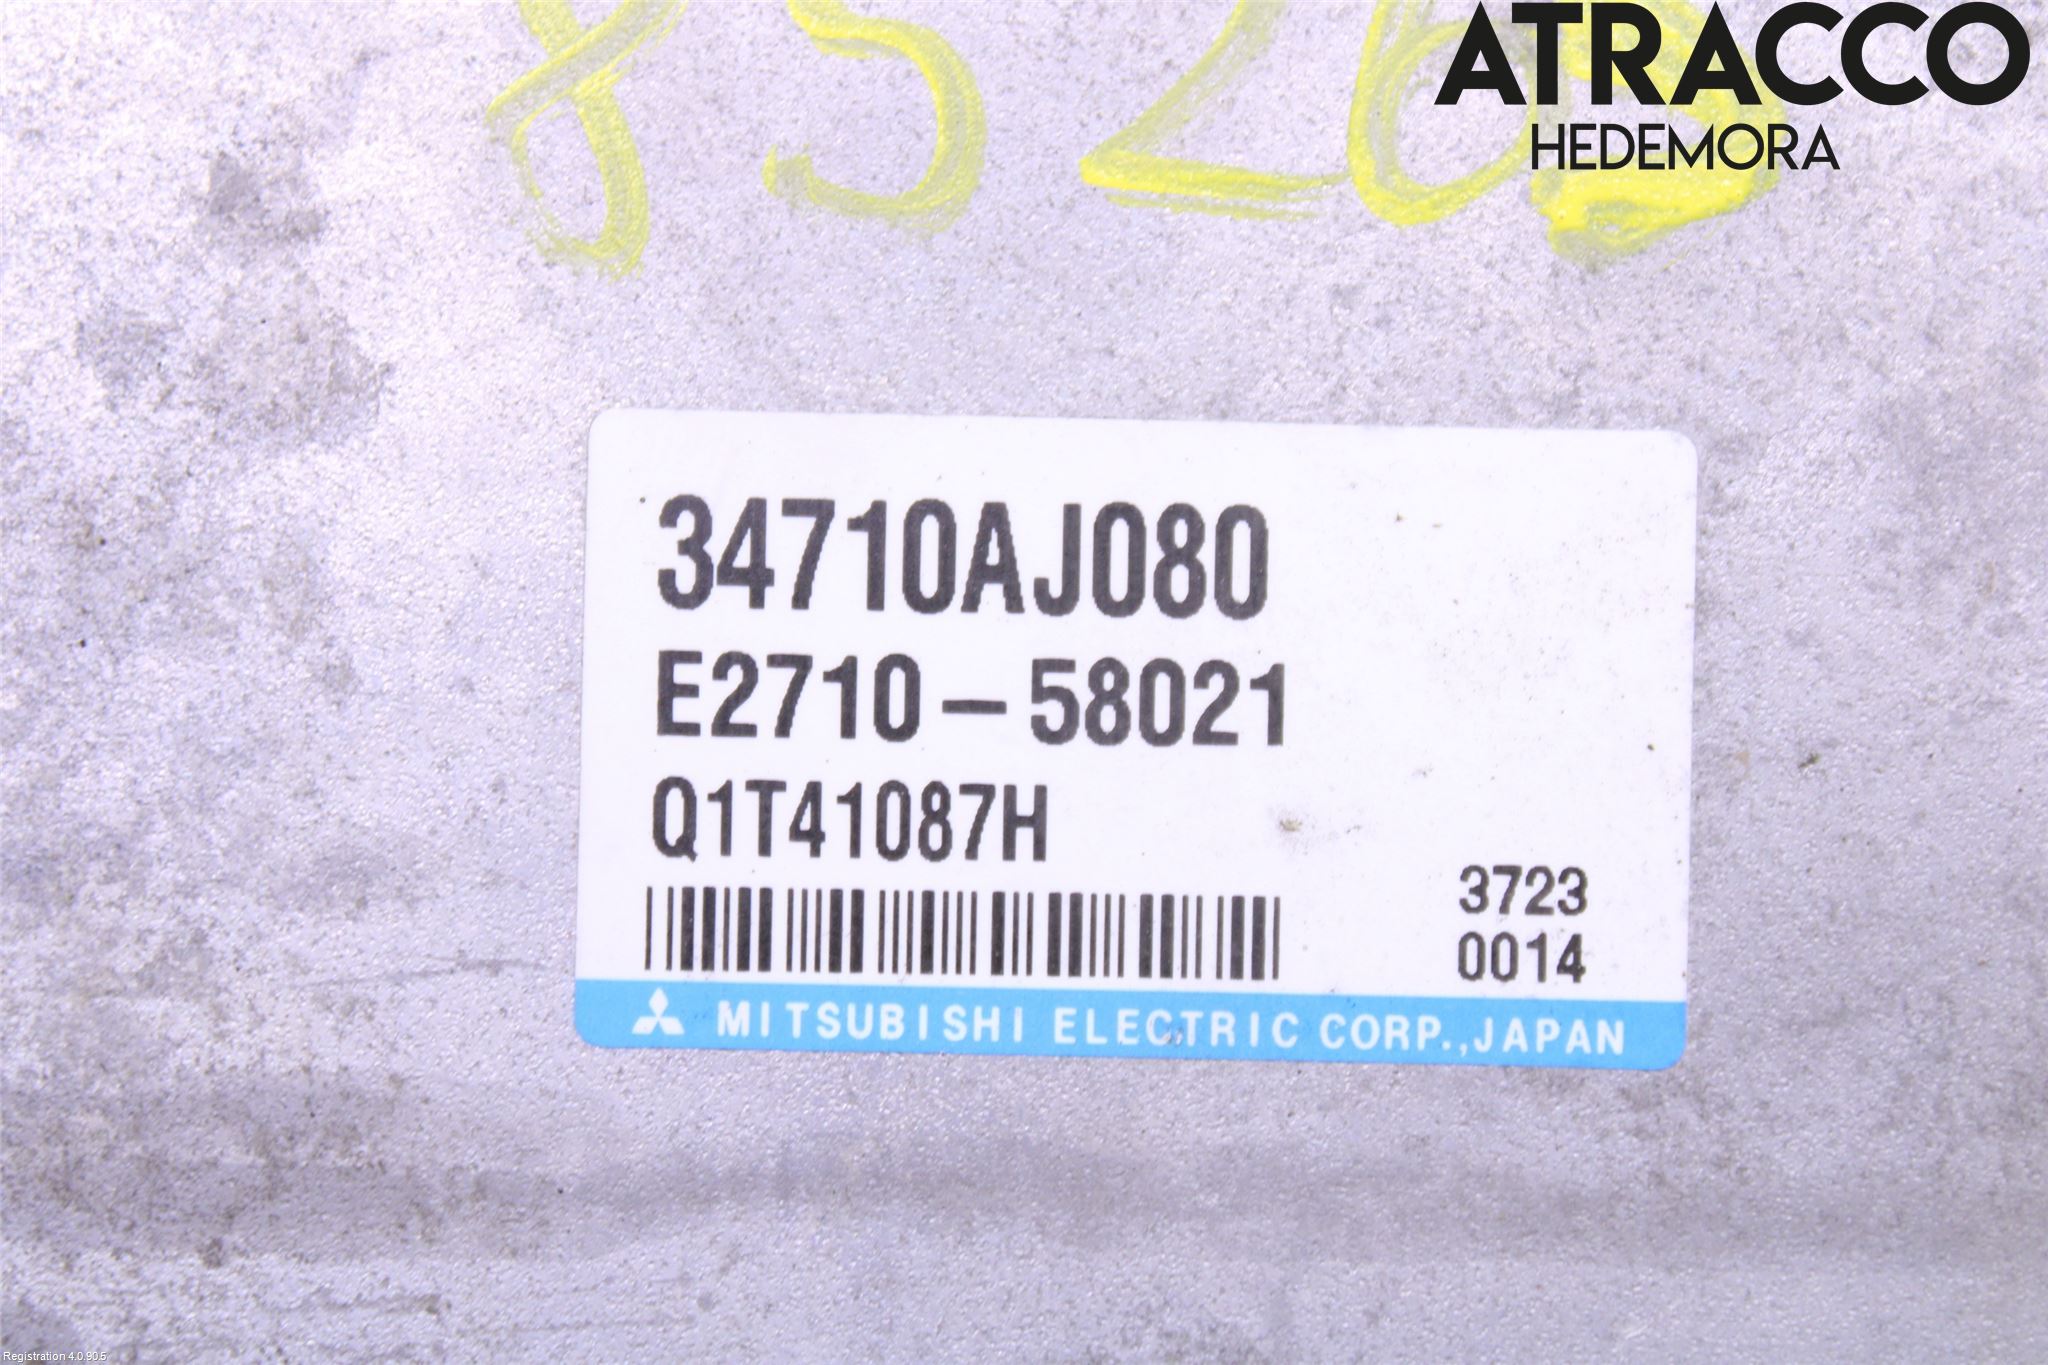 ATRACCO
HEDEMORA
34710AJ080
E2710-58021
Q1T41087H
3723
0014
MITSUBISHI ELECTRIC CORP.,JAPAN
Registration 4.0.90.5